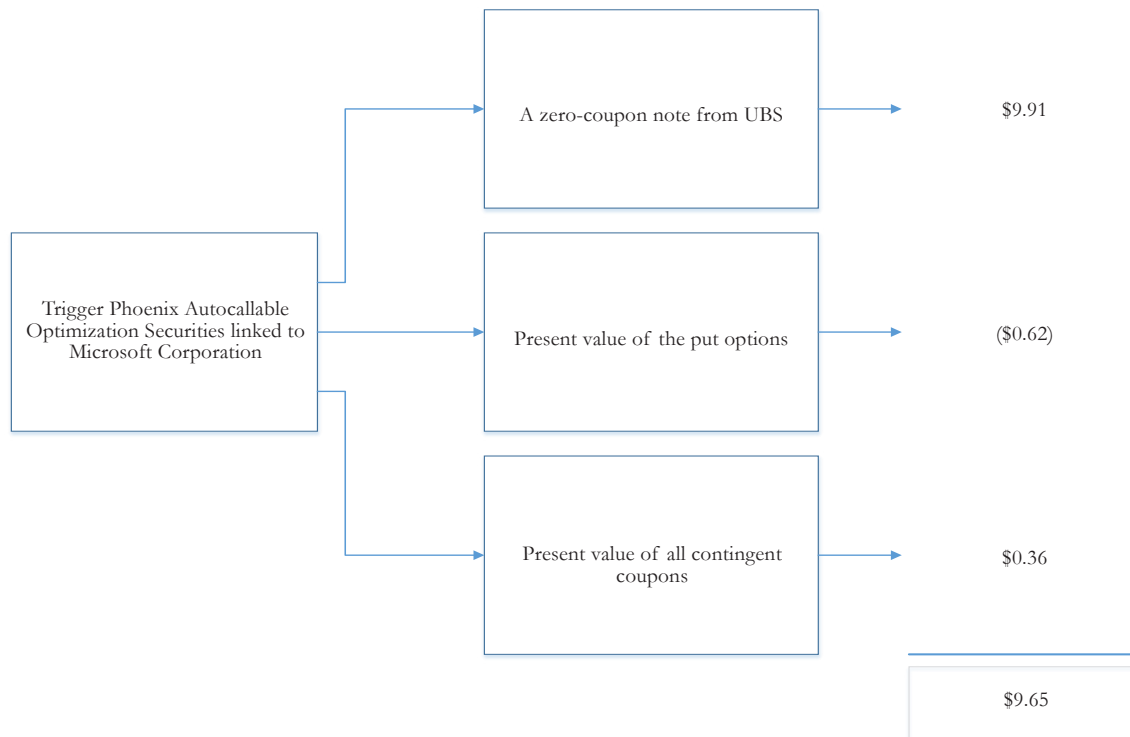 A zero-coupon note from UBS
$9.91
Trigger Phoenix Autocallable
Optimization Securities linked to
Microsoft Corporation
Present value of the put options
($0.62)
Present value of all contingent
coupons
$0.36
$9.65